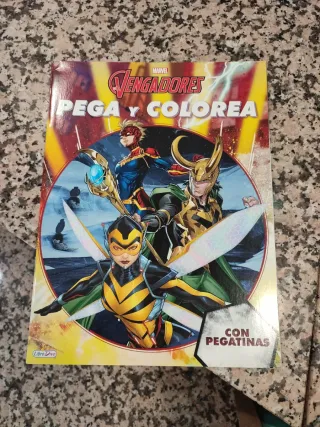 MARVEL
VENGADORES
PEGA Y COLOREA
CON
PEGATINAS